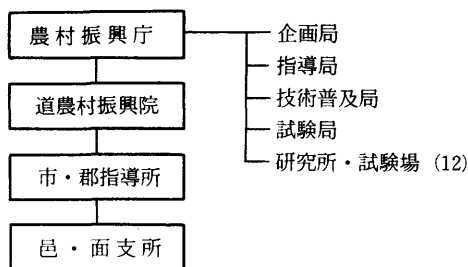 農村振興庁
企画局
指導局
技術普及局
試験局
研究所・試験場 (12)
道農村振興院
市・郡指導所
邑・面支所